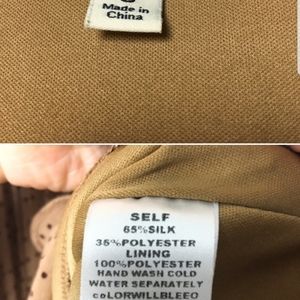 Made in
China
SELF
65%SILK
35%POLYESTER
LINING
100%POLYESTER
HAND WASH COLD
WATER SEPARATELY
COLORWILLBLEED